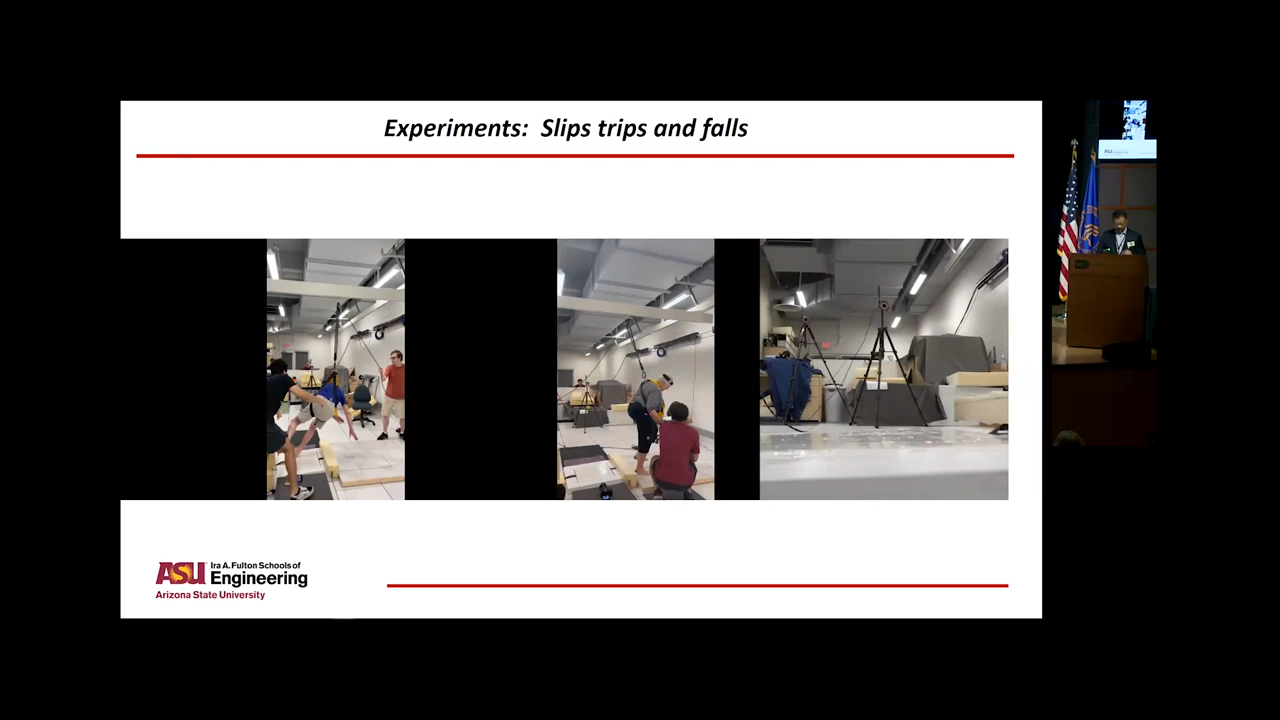 Experiments:  Slips trips and falls
ASU Ira A. Fulton Schools of
Engineering
Arizona State University